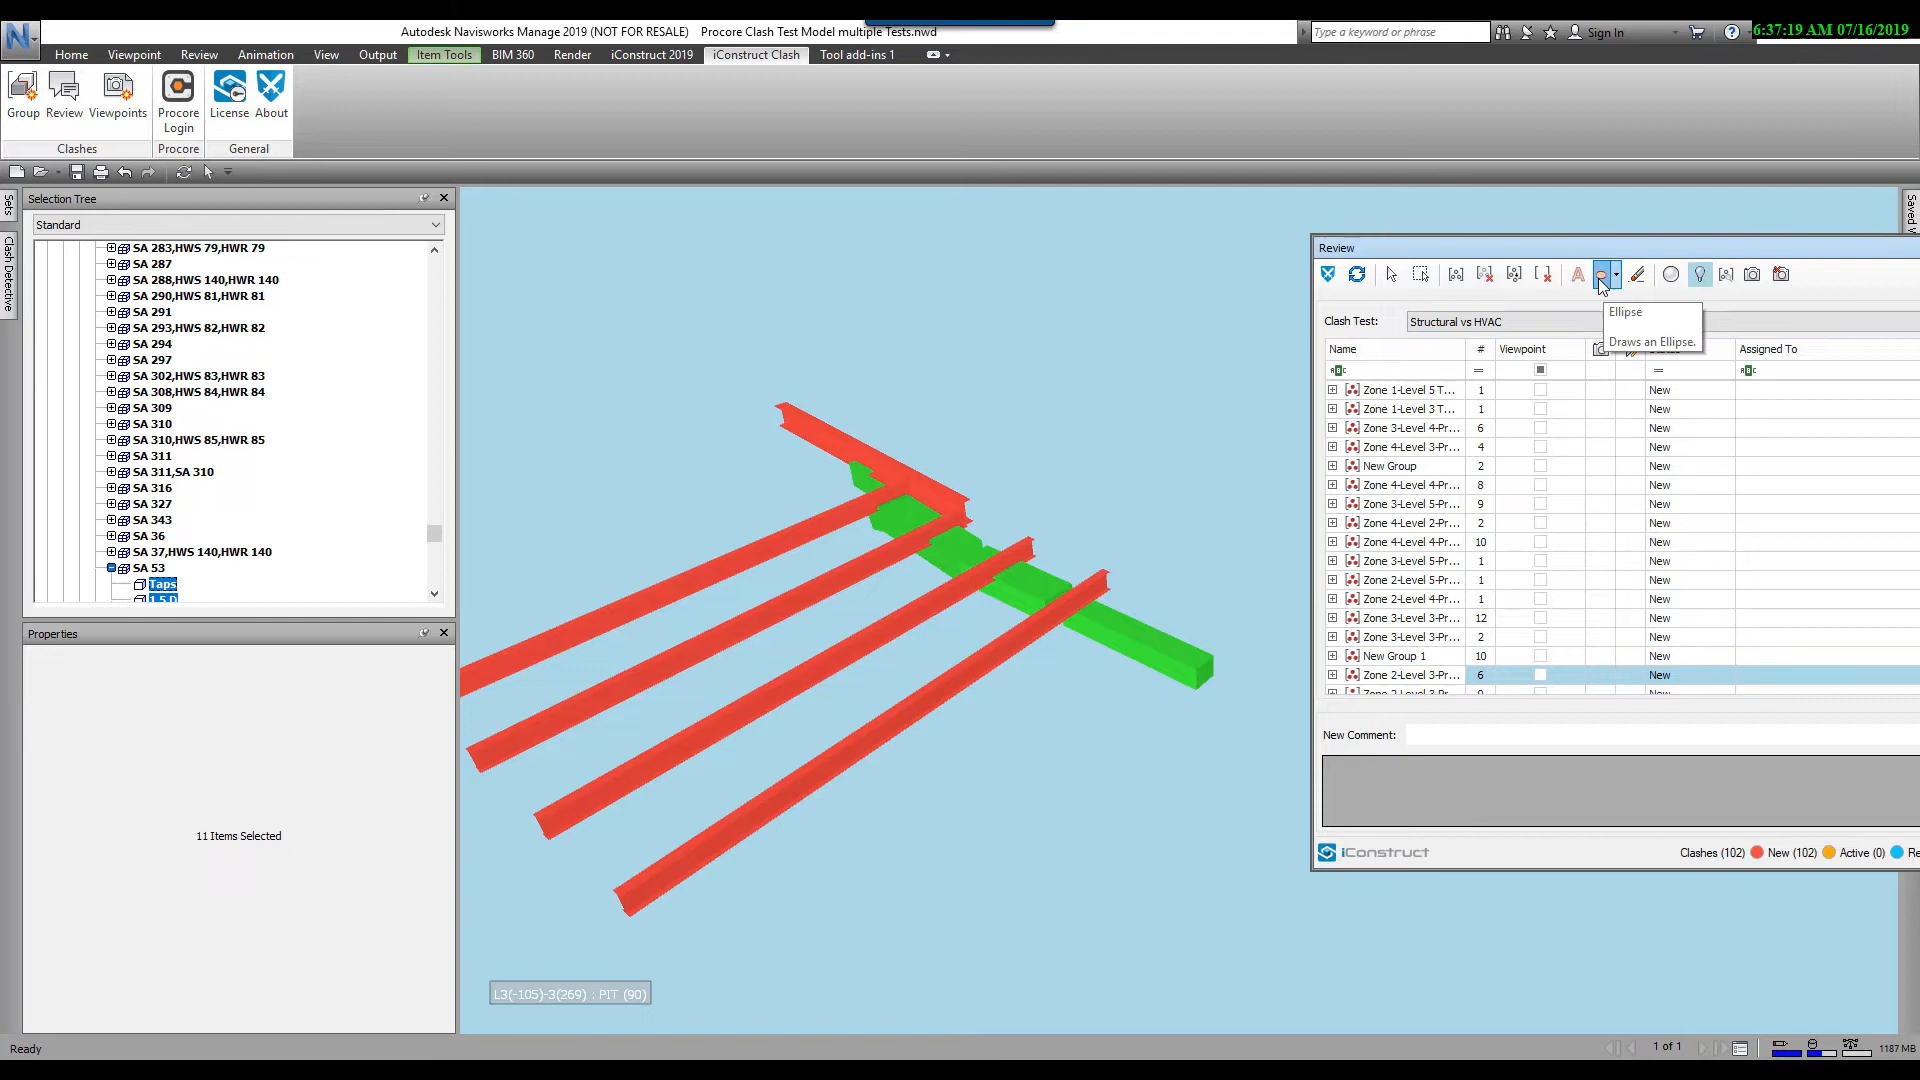 Autodesk Navisworks Manage 2019 (NOT FOR RESALE) Procore Clash Test Model multiple Tests.nwd
Type a keyword or phrase
Sign In
6:37:19 AM 07/16/2019
Home Viewpoint Review Animation View Output Item Tools BIM 360 Render iConstruct 2019 iConstruct Clash Tool add-ins 1
Group Review Viewpoints Procore Login License About
Clashes Procore General
Sets
Clash Detective
Selection Tree
Standard
SA 283,HWS 79,HWR 79
SA 287
SA 288,HWS 140,HWR 140
SA 290,HWS 81,HWR 81
SA 291
SA 293,HWS 82,HWR 82
SA 294
SA 297
SA 302,HWS 83,HWR 83
SA 308,HWS 84,HWR 84
SA 309
SA 310
SA 310,HWS 85,HWR 85
SA 311
SA 311,SA 310
SA 316
SA 327
SA 343
SA 36
SA 37,HWS 140,HWR 140
SA 53
Taps
1.5 D
Properties
11 Items Selected
L3(-105)-3(269) : PIT (90)
Saved V
Review
Clash Test: Structural vs HVAC
Ellipse
Draws an Ellipse.
Name # Viewpoint Assigned To
Zone 1-Level 5 T... 1 New
Zone 1-Level 3 T... 1 New
Zone 3-Level 4-Pr... 6 New
Zone 4-Level 3-Pr... 4 New
New Group 2 New
Zone 4-Level 4-Pr... 8 New
Zone 3-Level 5-Pr... 9 New
Zone 4-Level 2-Pr... 2 New
Zone 4-Level 4-Pr... 10 New
Zone 3-Level 5-Pr... 1 New
Zone 2-Level 5-Pr... 1 New
Zone 2-Level 4-Pr... 1 New
Zone 3-Level 3-Pr... 12 New
Zone 3-Level 3-Pr... 2 New
New Group 1 10 New
Zone 2-Level 3-Pr... 6 New
New Comment:
iConstruct
Clashes (102) New (102) Active (0) Re
Ready
1 of 1
1187 MB